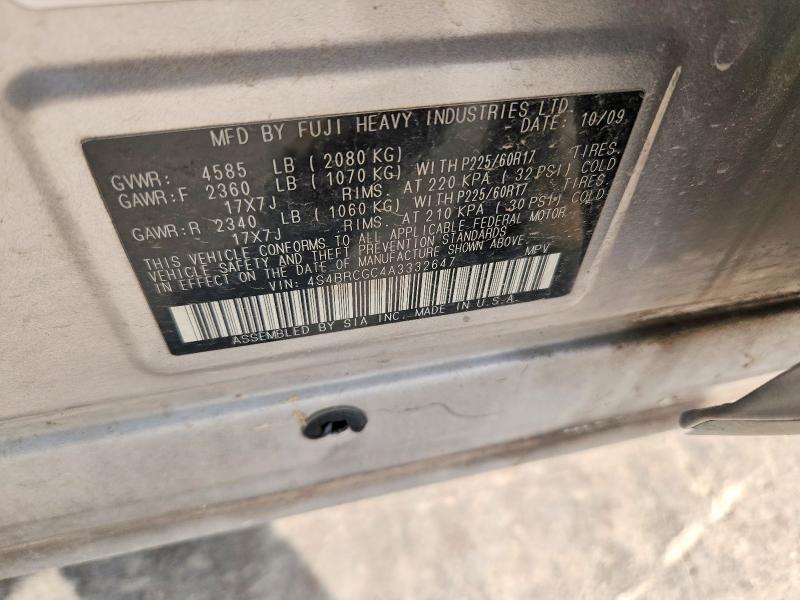 MFD BY FUJI HEAVY INDUSTRIES LTD.
DATE: 10/09
GVWR: 4585 LB ( 2080 KG)
GAWR:F 2360 LB ( 1070 KG) WITH P225/60R17 TIRES,
17X7J RIMS. AT 220 KPA ( 32 PSI) COLD.
GAWR:R 2340 LB ( 1060 KG) WITH P225/60R17 TIRES,
17X7J RIMS. AT 210 KPA ( 30 PSI) COLD.
THIS VEHICLE CONFORMS TO ALL APPLICABLE FEDERAL MOTOR
VEHICLE SAFETY AND THEFT PREVENTION STANDARDS
IN EFFECT ON THE DATE OF MANUFACTURE SHOWN ABOVE.
VIN: 4S4BRCGC4A3332647 MPV
ASSEMBLED BY SIA INC. MADE IN U.S.A.